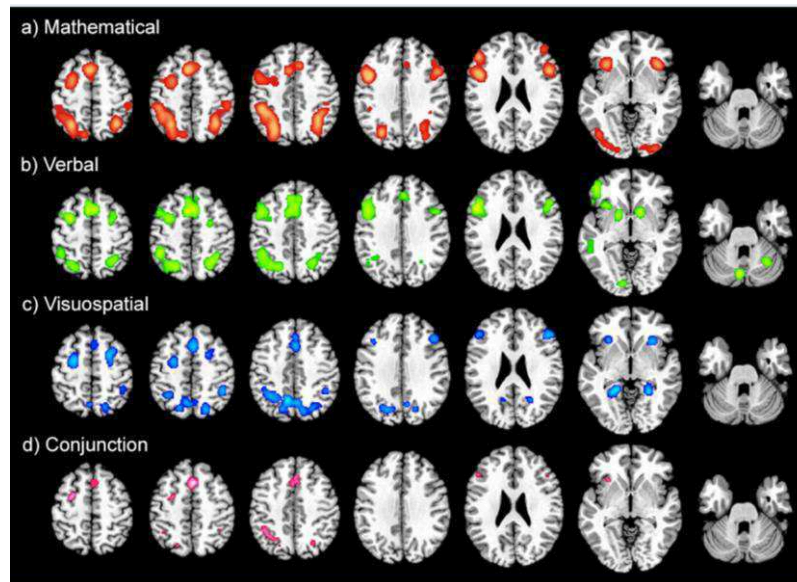 a) Mathematical
b) Verbal
c) Visuospatial
d) Conjunction